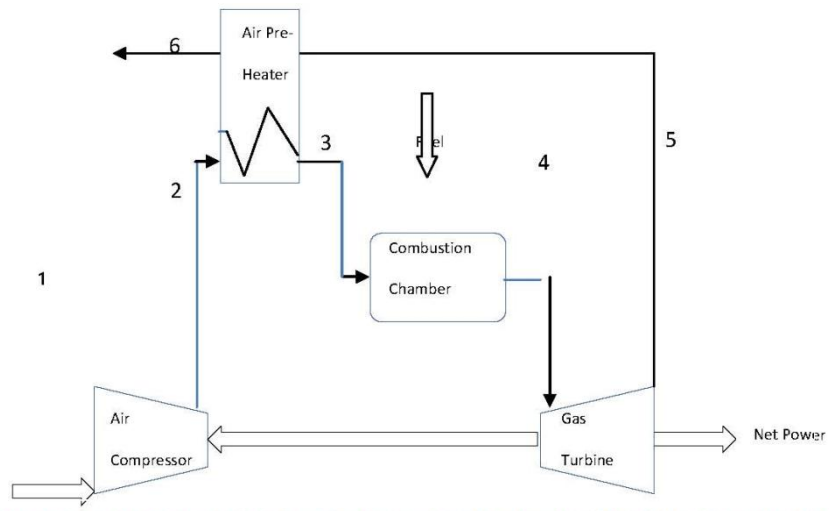 Air Pre-
6
Heater
3
Fuel
5
4
2
Combustion
1
Chamber
Air
Gas
Net Power
Compressor
Turbine